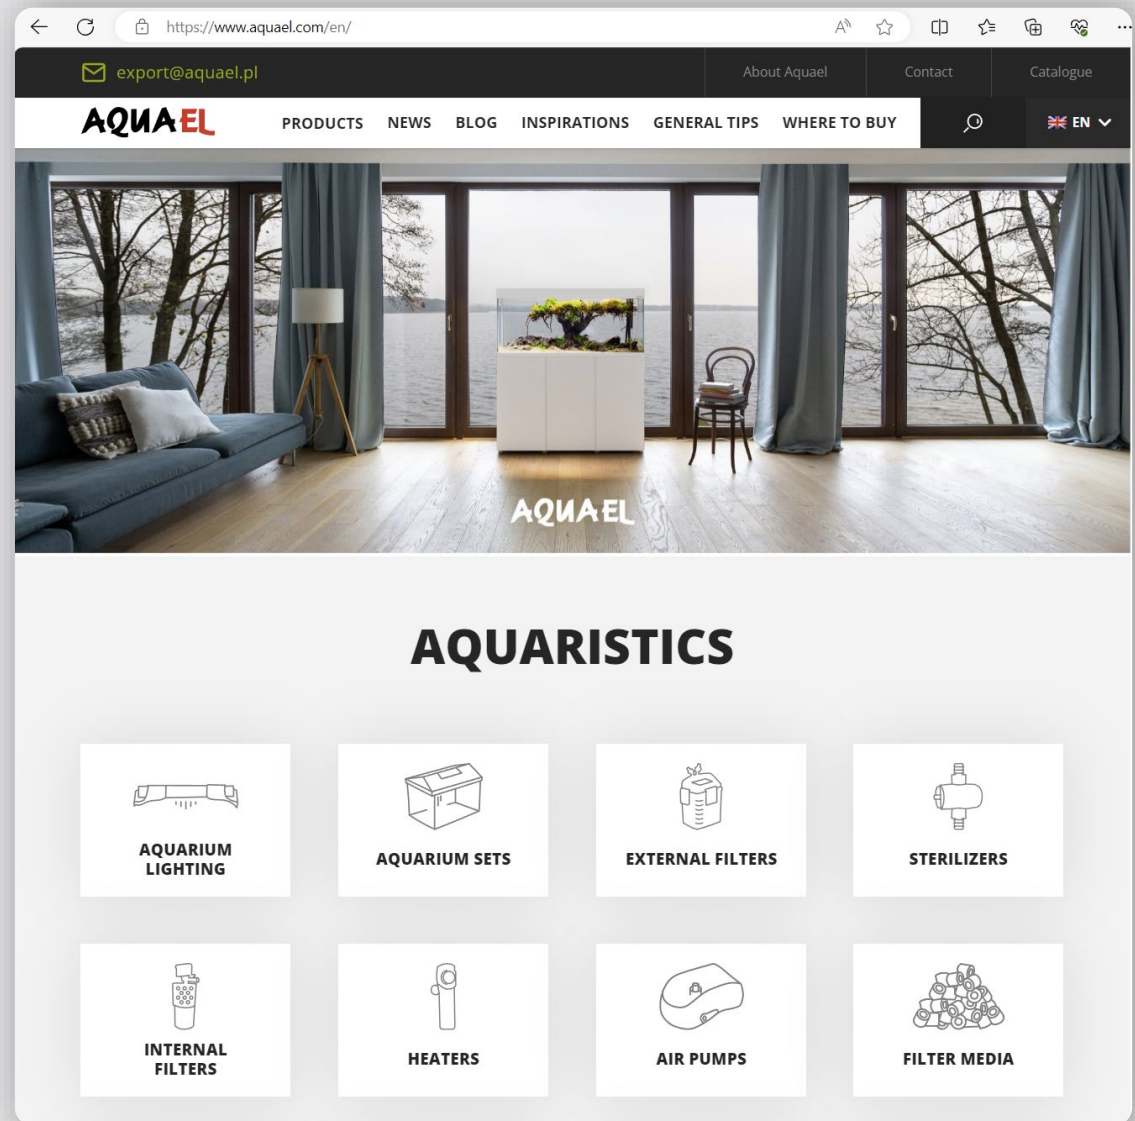 https://www.aquael.com/en/
export@aquael.pl
About Aquael
Contact
Catalogue
AQUAEL
PRODUCTS
NEWS
BLOG
INSPIRATIONS
GENERAL TIPS
WHERE TO BUY
EN
AQUAEL
AQUARISTICS
AQUARIUM
LIGHTING
AQUARIUM SETS
EXTERNAL FILTERS
STERILIZERS
INTERNAL
FILTERS
HEATERS
AIR PUMPS
FILTER MEDIA